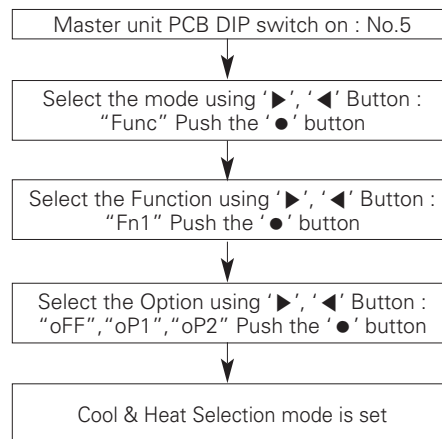 Master unit PCB DIP switch on : No.5
Select the mode using ‘▶’, ‘◀’ Button :
“Func” Push the ‘●’ button
Select the Function using ‘▶’, ‘◀’ Button :
“Fn1” Push the ‘●’ button
Select the Option using ‘▶’, ‘◀’ Button :
“oFF”,“oP1”,“oP2” Push the ‘●’ button
Cool & Heat Selection mode is set